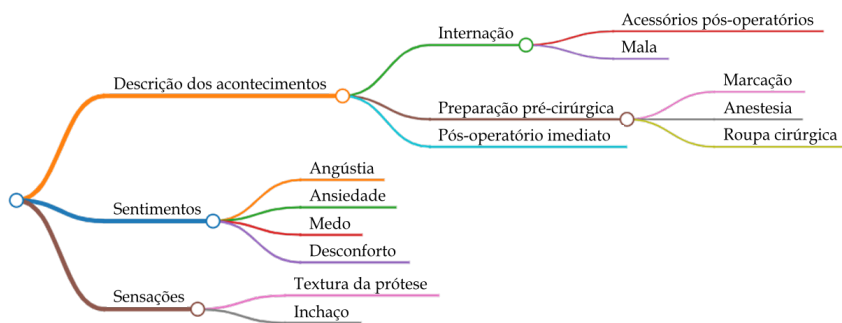 Descrição dos acontecimentos
Internação
Acessórios pós-operatórios
Mala
Preparação pré-cirúrgica
Marcação
Anestesia
Roupa cirúrgica
Pós-operatório imediato
Sentimentos
Angústia
Ansiedade
Medo
Desconforto
Sensações
Textura da prótese
Inchaço